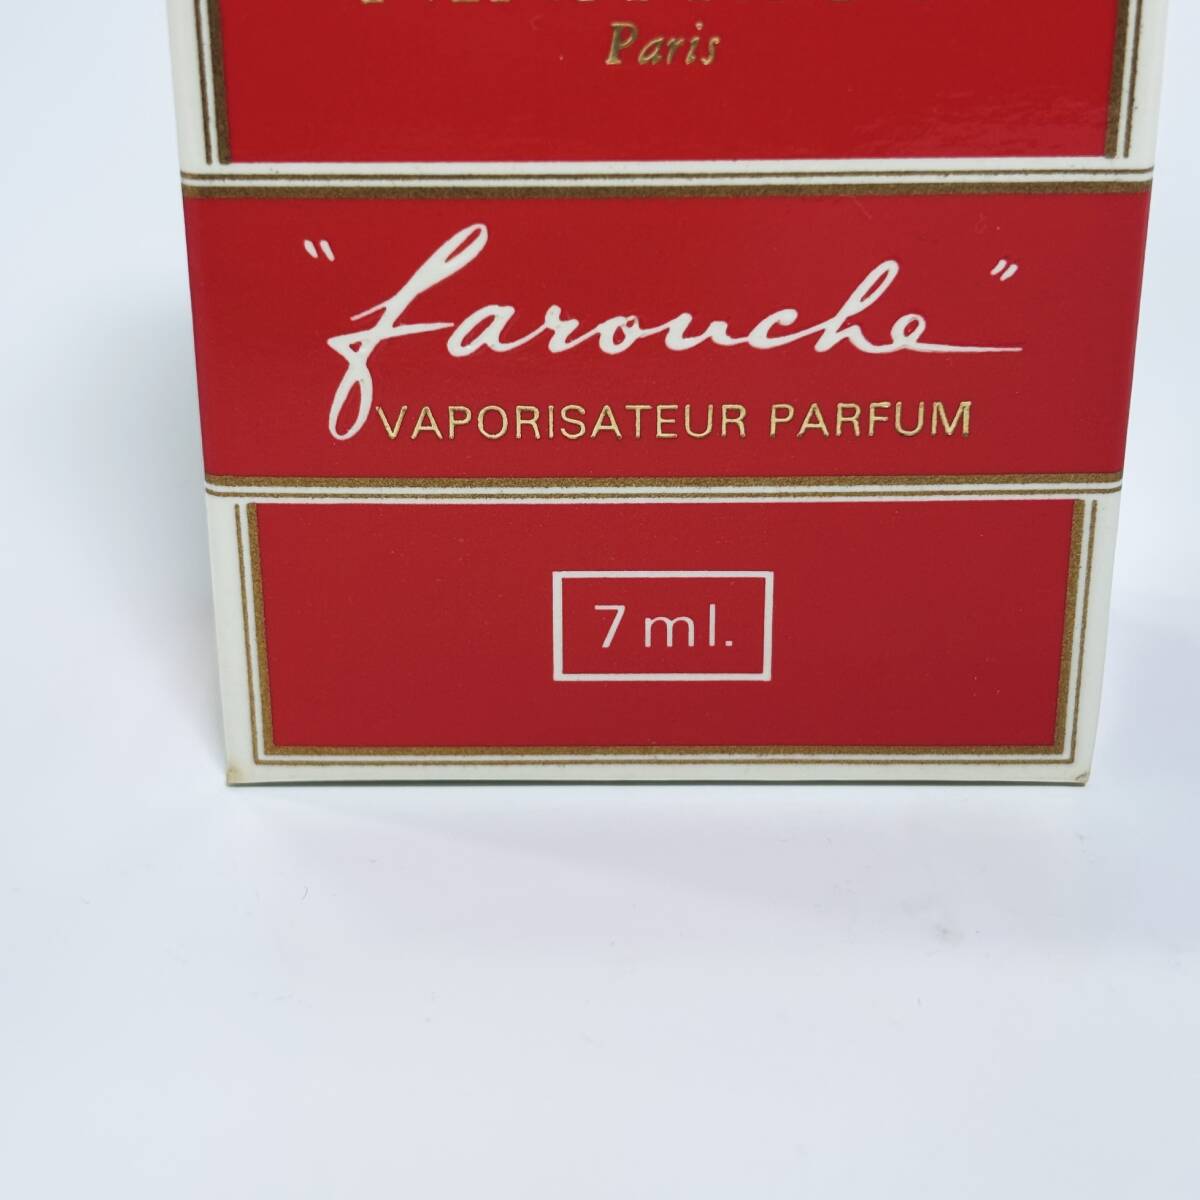 Paris
"farouche"
VAPORISATEUR PARFUM
7 ml.